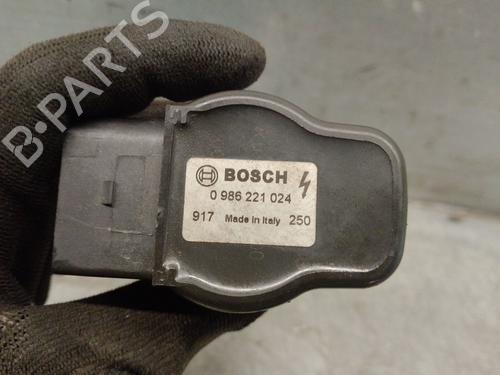 B-PARTS
BOSCH
0 986 221 024
917 Made in Italy 250